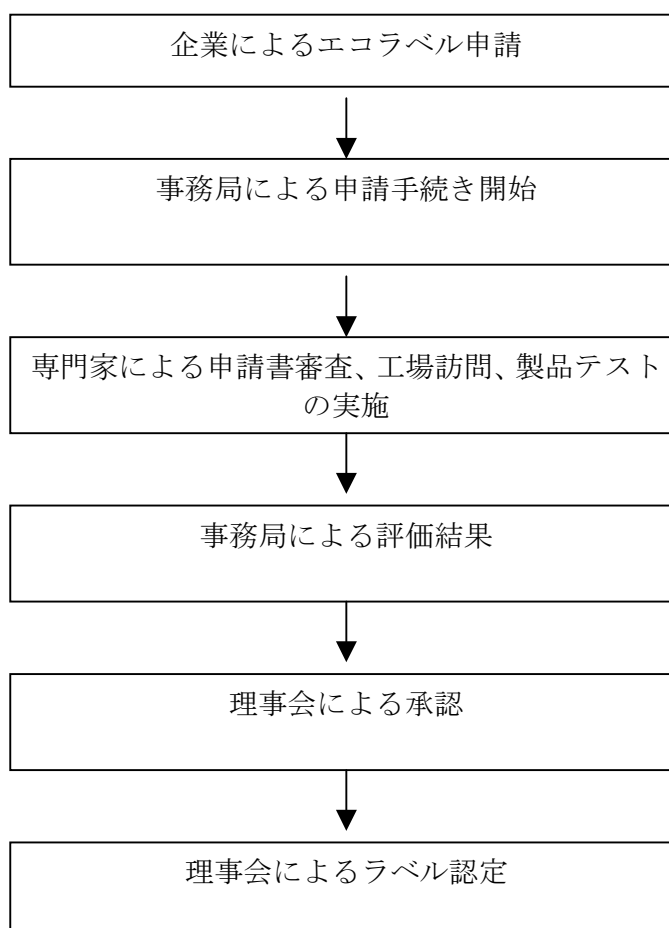 企業によるエコラベル申請
事務局による申請手続き開始
専門家による申請書審査、工場訪問、製品テスト
の実施
事務局による評価結果
理事会による承認
理事会によるラベル認定